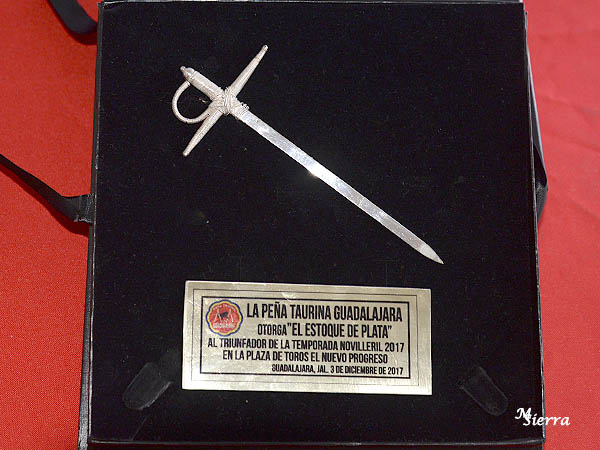 LA PEÑA TAURINA GUADALAJARA
OTORGA "EL ESTOQUE DE PLATA"
AL TRIUNFADOR DE LA TEMPORADA NOVILLERIL 2017
EN LA PLAZA DE TOROS EL NUEVO PROGRESO
GUADALAJARA, JAL. 3 DE DICIEMBRE DE 2017
M Sierra